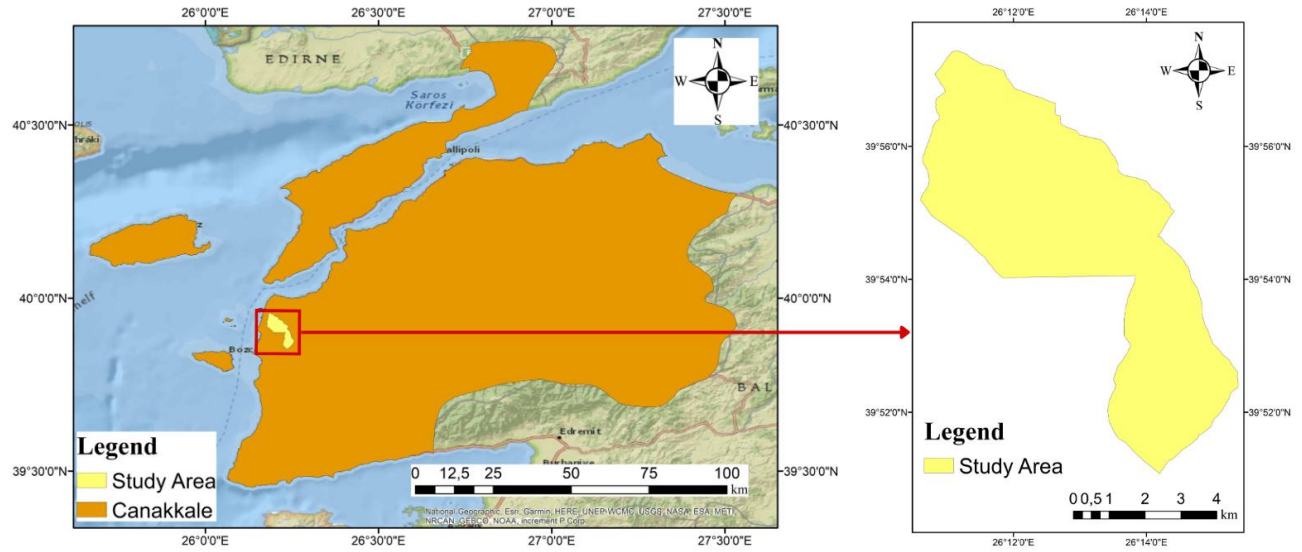 26°0'0"E 26°30'0"E 27°0'0"E 27°30'0"E
EDIRNE
Saros
Körfezi
allipoli
40°30'0"N
40°0'0"N
39°30'0"N
N
W E
S
40°30'0"N
40°0'0"N
39°30'0"N
Bozc
BAL
Edremit
Legend
Study Area
Canakkale
0 12,5 25 50 75 100
km
National Geographic, Esri, Garmin, HERE, UNEP-WCMC, USGS, NASA, ESA, METI,
NRCAN, GEBCO, NOAA, increment P Corp.
26°0'0"E 26°30'0"E 27°0'0"E 27°30'0"E
26°12'0"E 26°14'0"E
N
W E
S
39°56'0"N
39°54'0"N
39°52'0"N
39°56'0"N
39°54'0"N
39°52'0"N
Legend
Study Area
0 0,5 1 2 3 4
km
26°12'0"E 26°14'0"E